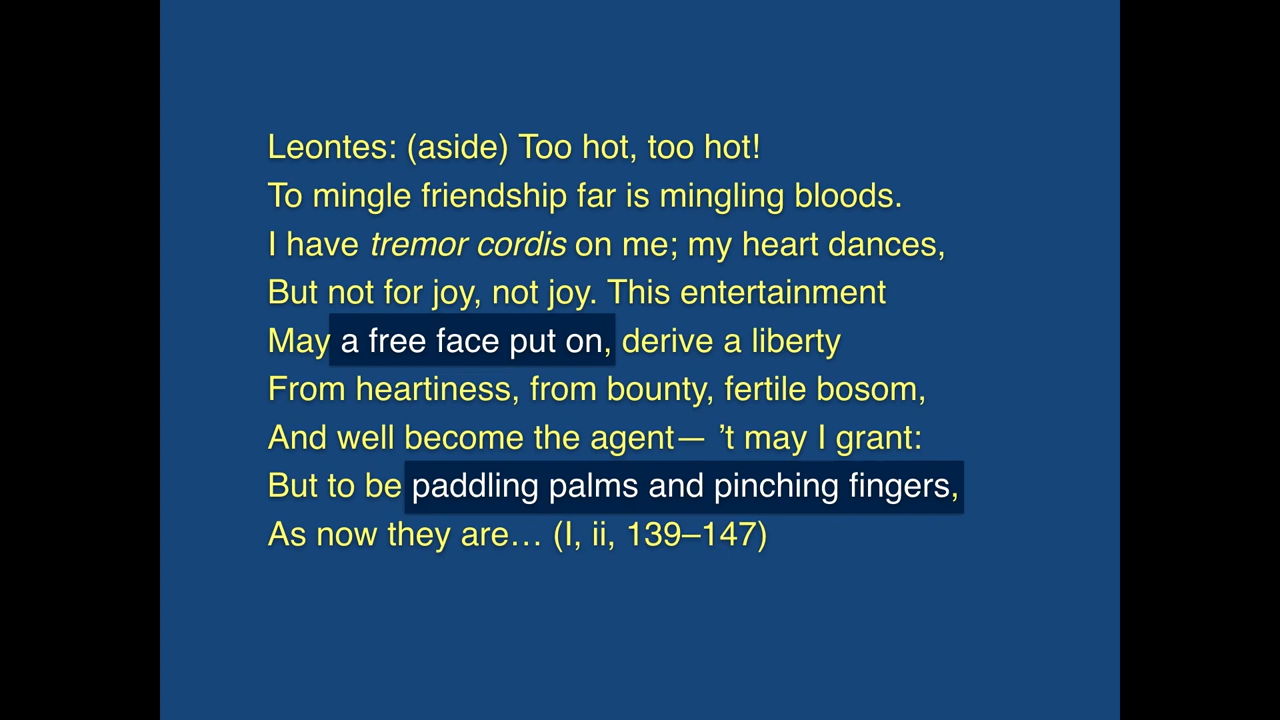 Leontes: (aside) Too hot, too hot!
To mingle friendship far is mingling bloods.
I have tremor cordis on me; my heart dances,
But not for joy, not joy. This entertainment
May a free face put on, derive a liberty
From heartiness, from bounty, fertile bosom,
And well become the agent— ’t may I grant:
But to be paddling palms and pinching fingers,
As now they are… (I, ii, 139–147)